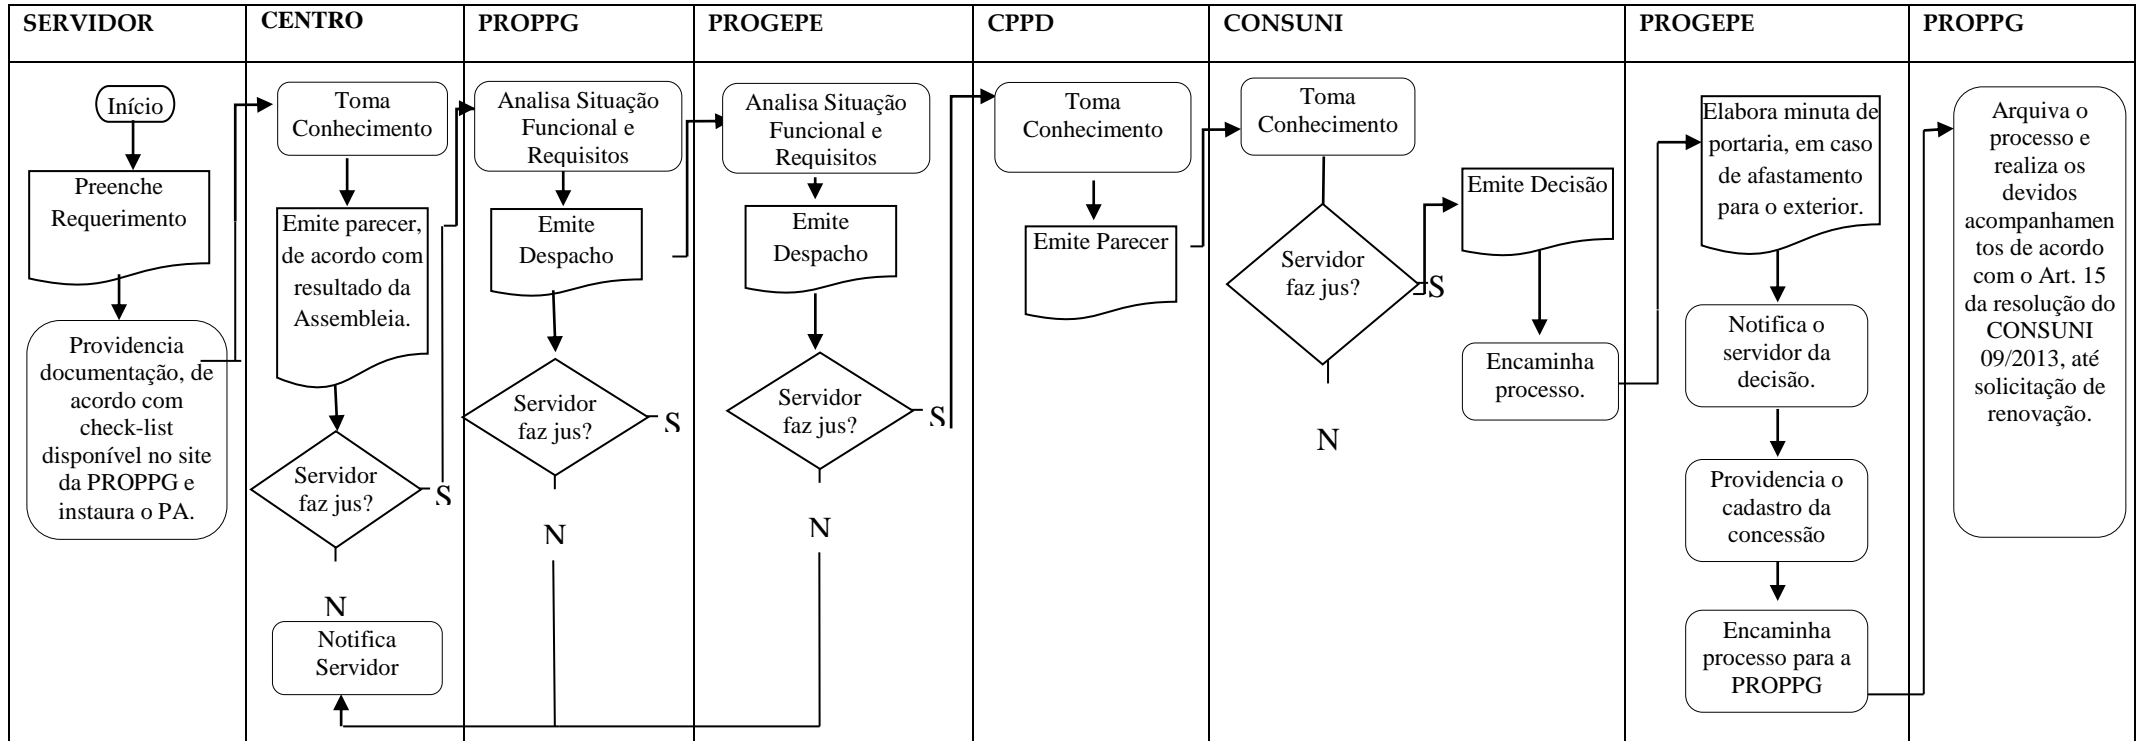 SERVIDOR
CENTRO
PROPPG
PROGEPE
CPPD
CONSUNI
PROGEPE
PROPPG
Início
Preenche
Requerimento
Providencia
documentação, de
acordo com
check-list
disponível no site
da PROPPG e
instaura o PA.
Toma
Conhecimento
Emite parecer,
de acordo com
resultado da
Assembleia.
Servidor
faz jus?
S
N
Notifica
Servidor
Analisa Situação
Funcional e
Requisitos
Emite
Despacho
Servidor
faz jus?
S
N
Analisa Situação
Funcional e
Requisitos
Emite
Despacho
Servidor
faz jus?
S
N
Toma
Conhecimento
Emite Parecer
Toma
Conhecimento
Servidor
faz jus?
S
N
Emite Decisão
Encaminha
processo.
Elabora minuta de
portaria, em caso
de afastamento
para o exterior.
Notifica o
servidor da
decisão.
Providencia o
cadastro da
concessão
Encaminha
processo para a
PROPPG
Arquiva o
processo e
realiza os
devidos
acompanhamen
tos de acordo
com o Art. 15
da resolução do
CONSUNI
09/2013, até
solicitação de
renovação.